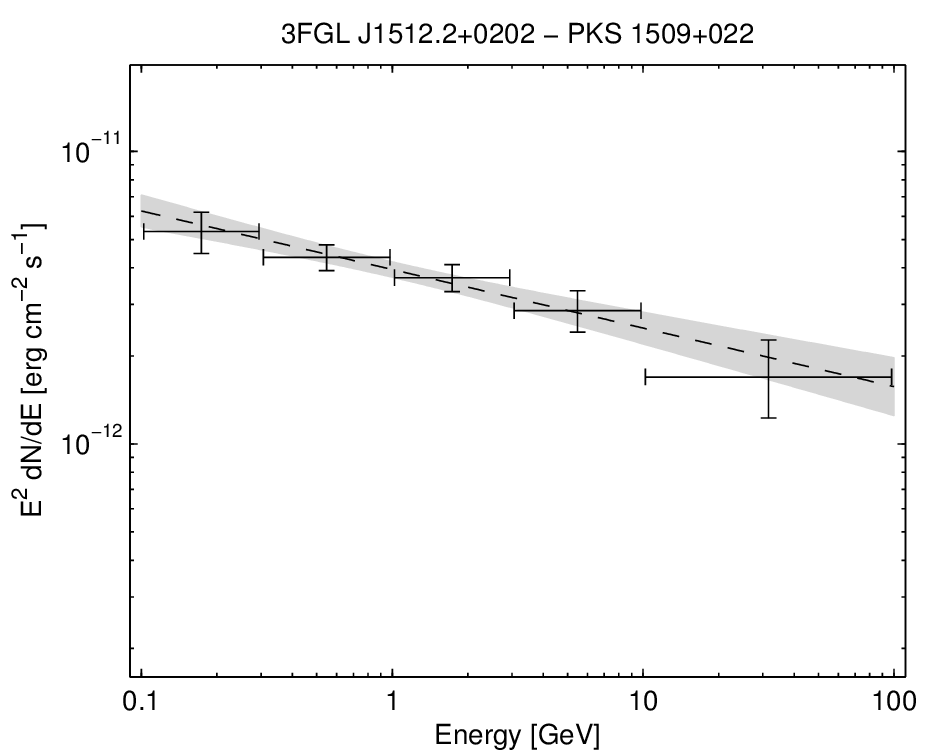 3FGL J1512.2+0202 − PKS 1509+022
10⁻¹¹
10⁻¹²
E² dN/dE [erg cm⁻² s⁻¹]
0.1 1 10 100
Energy [GeV]